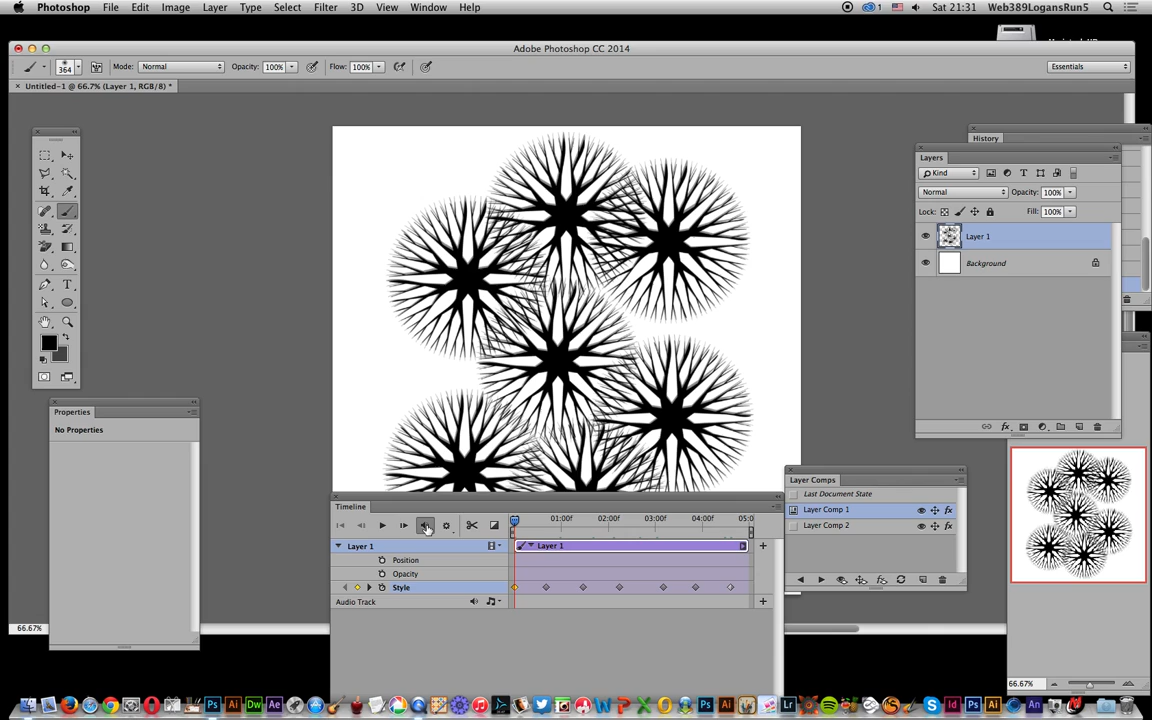 Photoshop File Edit Image Layer Type Select Filter 3D View Window Help 1 Sat 21:31 Web389LogansRun5
Adobe Photoshop CC 2014
364 Mode: Normal Opacity: 100% Flow: 100% Essentials
× Untitled-1 @ 66.7% (Layer 1, RGB/8) *
History
Layers
Kind
Normal Opacity: 100%
Lock: Fill: 100%
Layer 1
Background
Properties
No Properties
Layer Comps
Last Document State
Layer Comp 1
Layer Comp 2
Timeline
01:00f 02:00f 03:00f 04:00f 05:0
Layer 1 Layer 1
Position
Opacity
Style
Audio Track
66.67%
66.67%